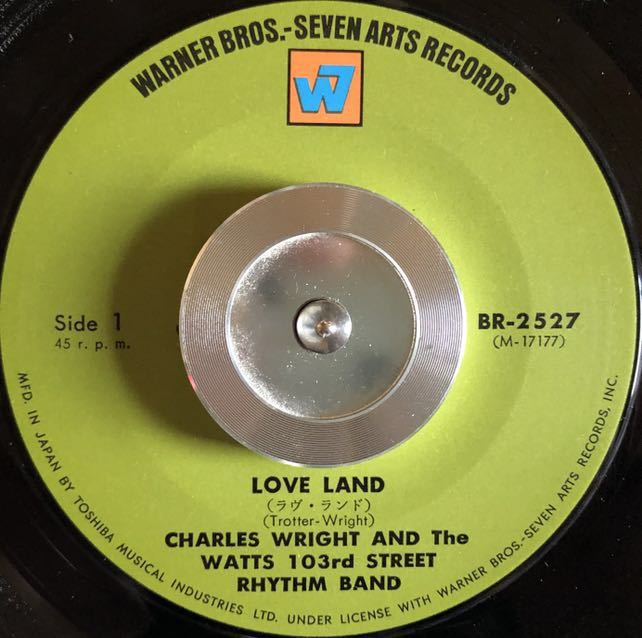 WARNER BROS.-SEVEN ARTS RECORDS
W7
Side 1
45 r. p. m.
BR-2527
(M-17177)
LOVE LAND
(ラヴ・ランド)
(Trotter-Wright)
CHARLES WRIGHT AND The
WATTS 103rd STREET
RHYTHM BAND
MFD. IN JAPAN BY TOSHIBA MUSICAL INDUSTRIES LTD. UNDER LICENSE WITH WARNER BROS.-SEVEN ARTS RECORDS, INC.